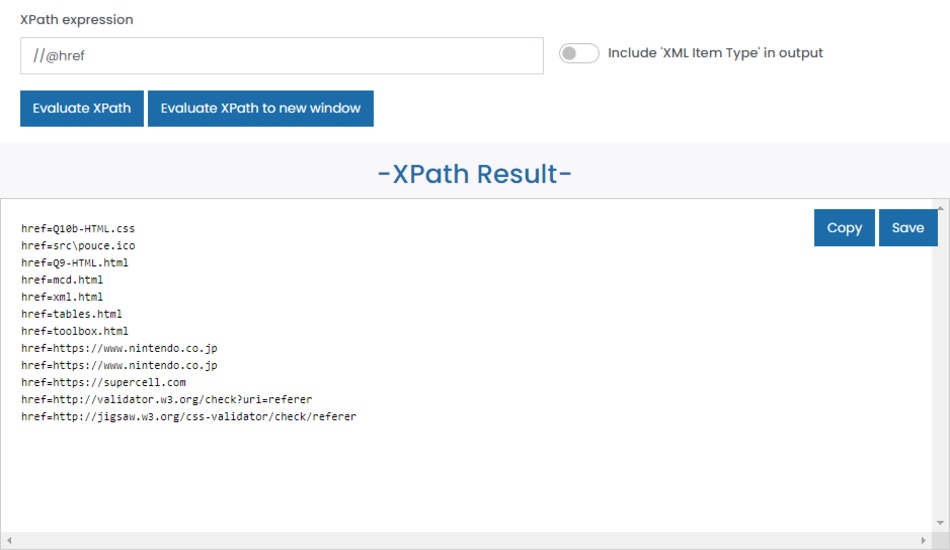 XPath expression
//@href
Include 'XML Item Type' in output
Evaluate XPath
Evaluate XPath to new window
-XPath Result-
Copy
Save
href=Q10b-HTML.css
href=src\pouce.ico
href=Q9-HTML.html
href=mcd.html
href=xml.html
href=tables.html
href=toolbox.html
href=https://www.nintendo.co.jp
href=https://www.nintendo.co.jp
href=https://supercell.com
href=http://validator.w3.org/check?uri=referer
href=http://jigsaw.w3.org/css-validator/check/referer